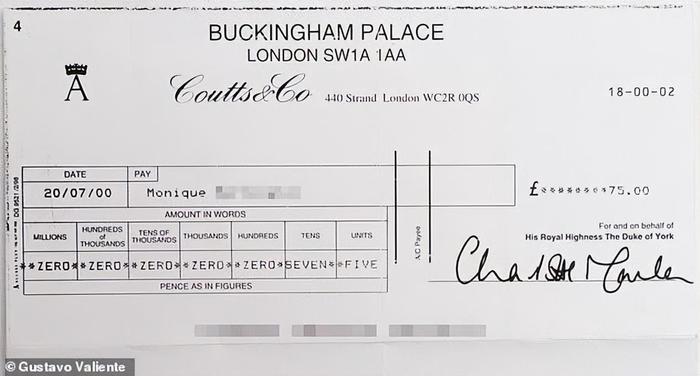 4
BUCKINGHAM PALACE
LONDON SW1A 1AA
A
Coutts&Co 440 Strand London WC2R 0QS
18-00-02
DATE PAY
20/07/00 Monique
£********75.00
AMOUNT IN WORDS
MILLIONS HUNDREDS of THOUSANDS TENS OF THOUSANDS THOUSANDS HUNDREDS TENS UNITS
**ZERO**ZERO**ZERO**ZERO**ZERO*SEVEN**FIVE
PENCE AS IN FIGURES
A/C Payee
For and on behalf of
His Royal Highness The Duke of York
© Gustavo Valiente